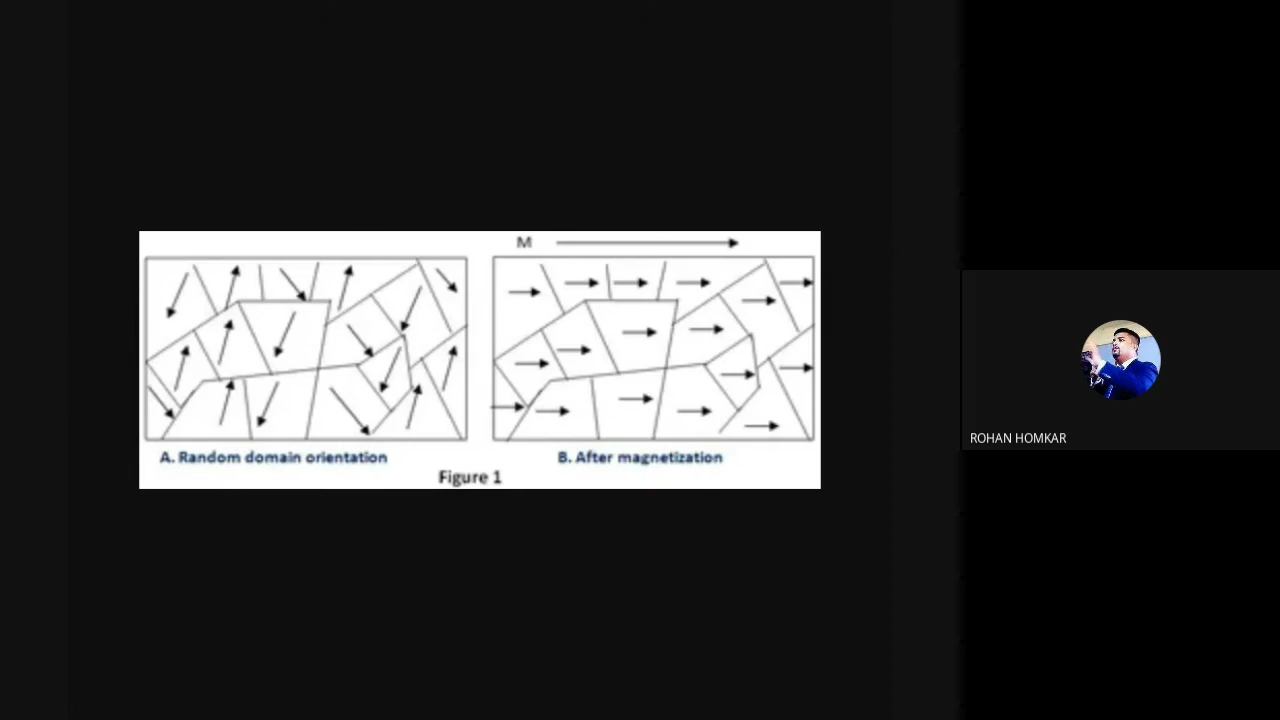 M
A. Random domain orientation
B. After magnetization
Figure 1
ROHAN HOMKAR